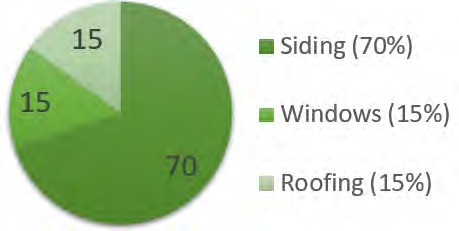 15
15
70
Siding (70%)
Windows (15%)
Roofing (15%)